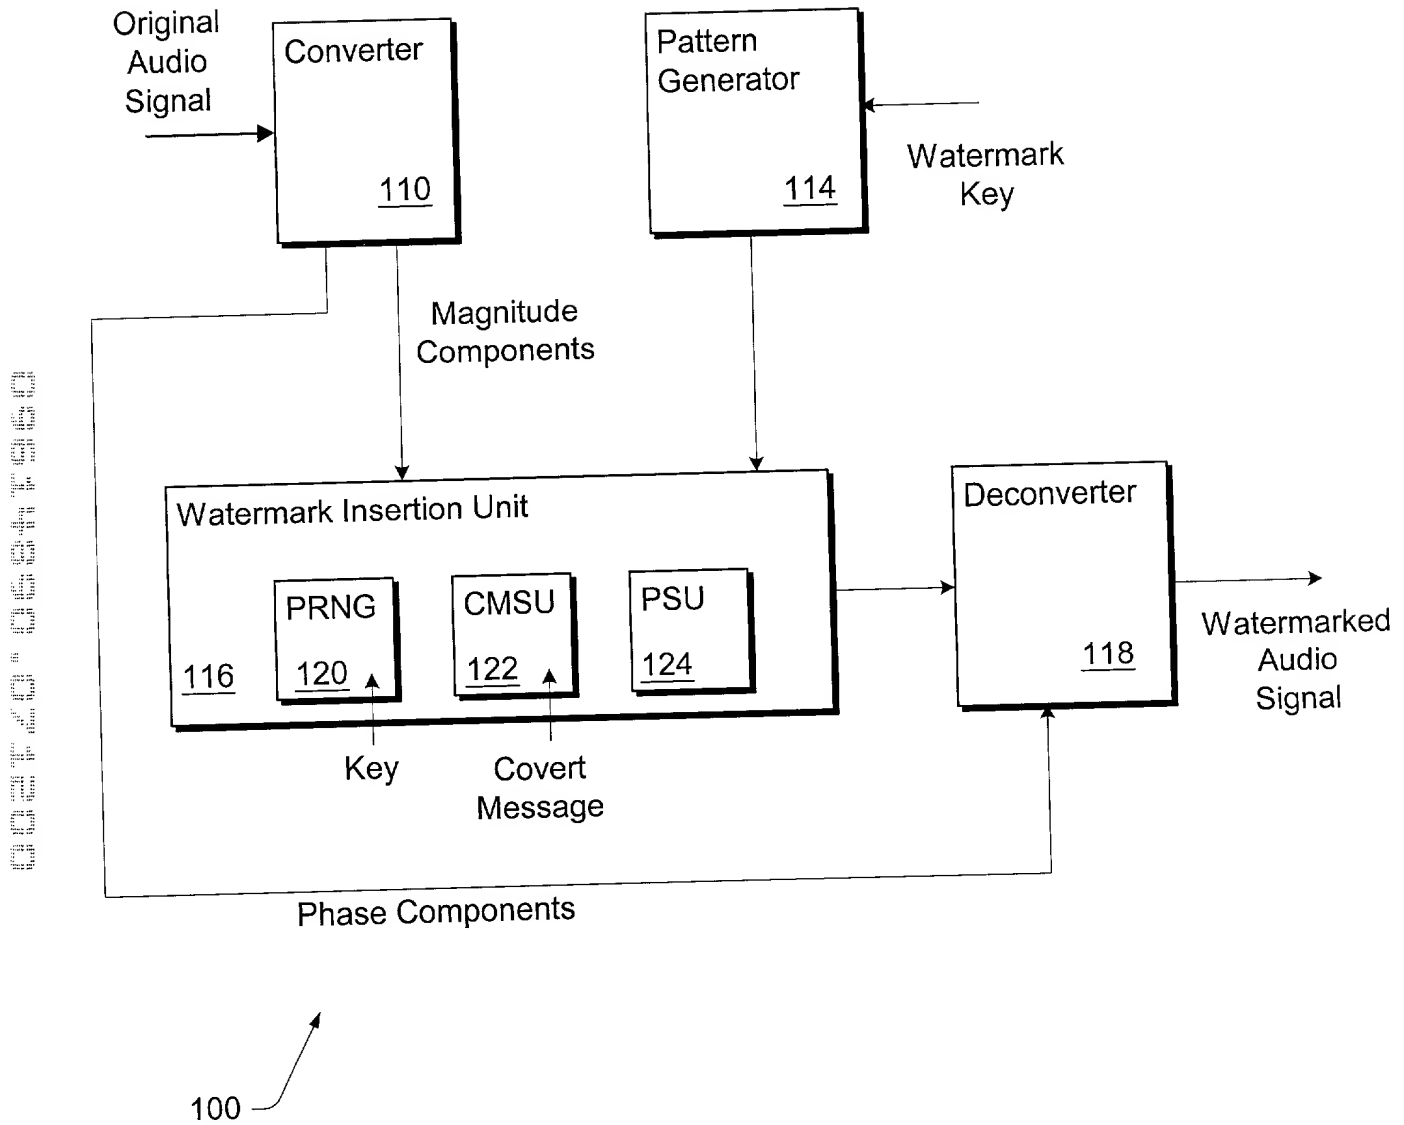 Original
Audio
Signal
Converter
110
Pattern
Generator
114
Watermark
Key
Magnitude
Components
Watermark Insertion Unit
116
PRNG
120
CMSU
122
PSU
124
Key
Covert
Message
Deconverter
118
Watermarked
Audio
Signal
Phase Components
100